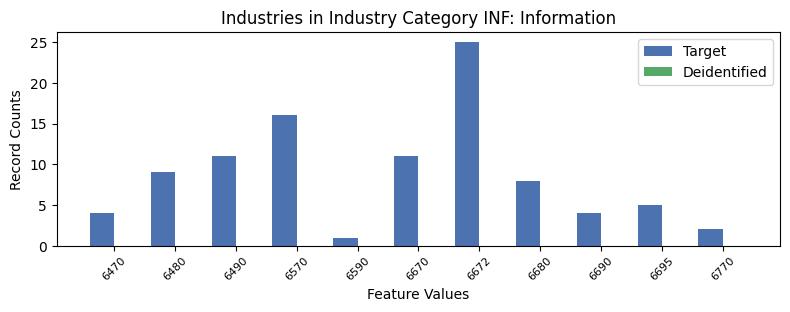 Industries in Industry Category INF: Information
Target
Deidentified
Record Counts
25
20
15
10
5
0
6470 6480 6490 6570 6590 6670 6672 6680 6690 6695 6770
Feature Values